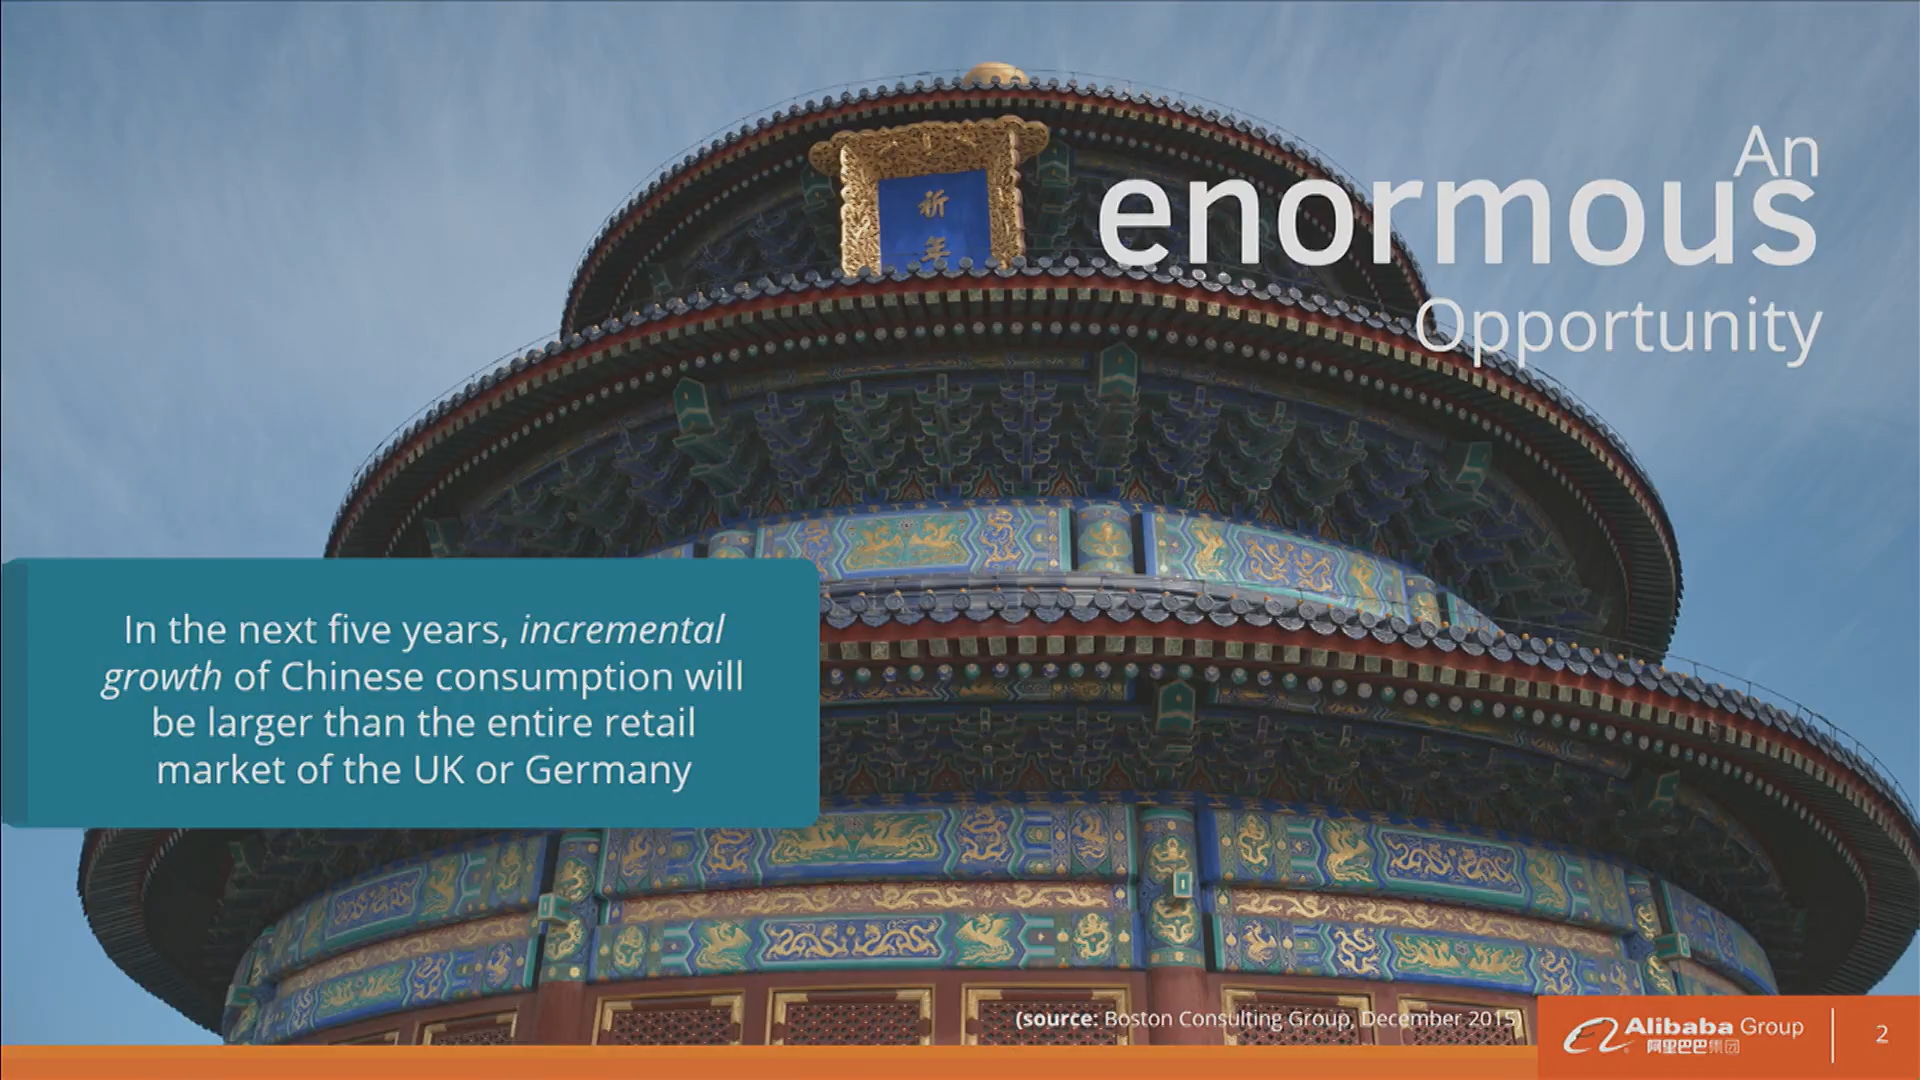 祈
年
An
enormous
Opportunity
In the next five years, incremental
growth of Chinese consumption will
be larger than the entire retail
market of the UK or Germany
(source: Boston Consulting Group, December 2015)
Alibaba Group
阿里巴巴集团
2